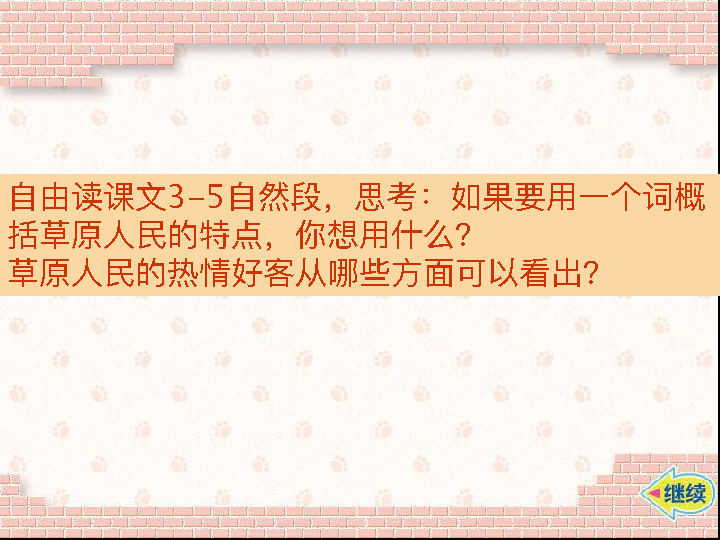 自由读课文3-5自然段，思考：如果要用一个词概
括草原人民的特点，你想用什么？
草原人民的热情好客从哪些方面可以看出？
继续